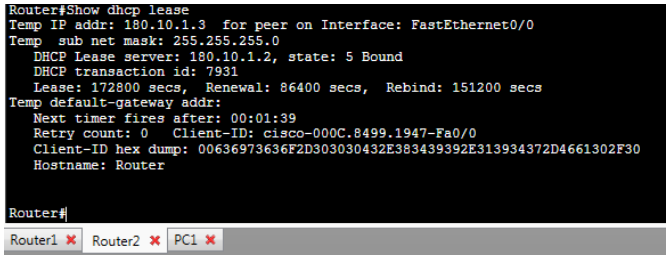 Router#Show dhcp lease
Temp IP addr: 180.10.1.3 for peer on Interface: FastEthernet0/0
Temp sub net mask: 255.255.255.0
DHCP Lease server: 180.10.1.2, state: 5 Bound
DHCP transaction id: 7931
Lease: 172800 secs, Renewal: 86400 secs, Rebind: 151200 secs
Temp default-gateway addr:
Next timer fires after: 00:01:39
Retry count: 0 Client-ID: cisco-000C.8499.1947-Fa0/0
Client-ID hex dump: 00636973636F2D303030432E383439392E313934372D4661302F30
Hostname: Router
Router#
Router1 Router2 PC1